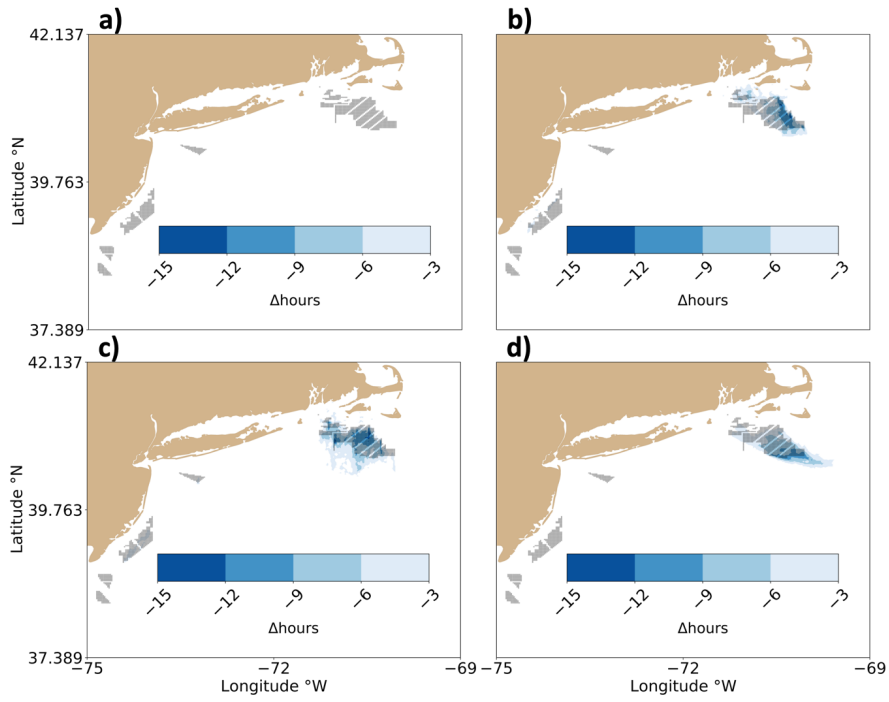 a)
b)
42.137
Latitude °N
39.763
37.389
−15
−12
−9
−6
−3
Δhours
−15
−12
−9
−6
−3
Δhours
c)
d)
42.137
Latitude °N
39.763
37.389
−15
−12
−9
−6
−3
Δhours
−15
−12
−9
−6
−3
Δhours
−75
−72
−69
−75
−72
−69
Longitude °W
Longitude °W